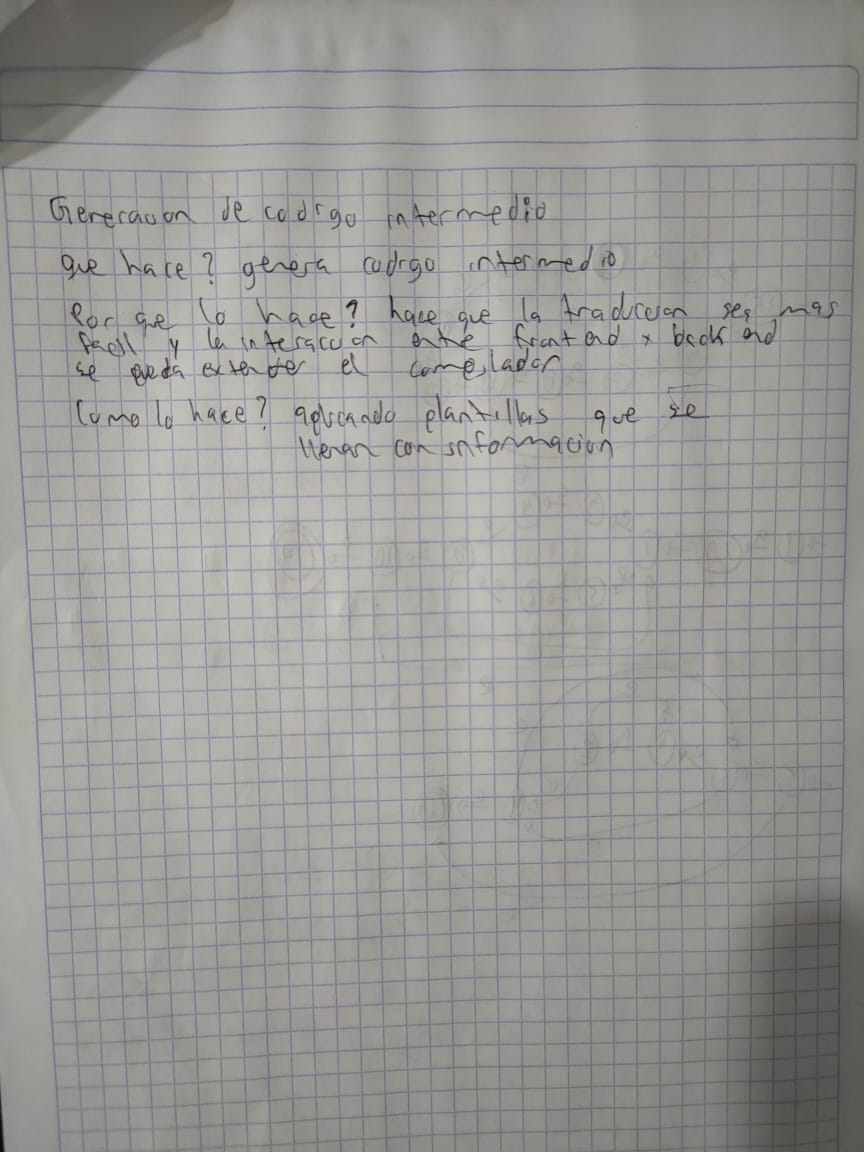 Generacion de codigo intermedio
que hace? genera codigo intermedio
Por que lo hace? hace que la traduccion sea mas
facil y la interaccion entre front end y back end
se pueda extender el compilador
Como lo hace? aplicando plantillas que se
llenan con informacion